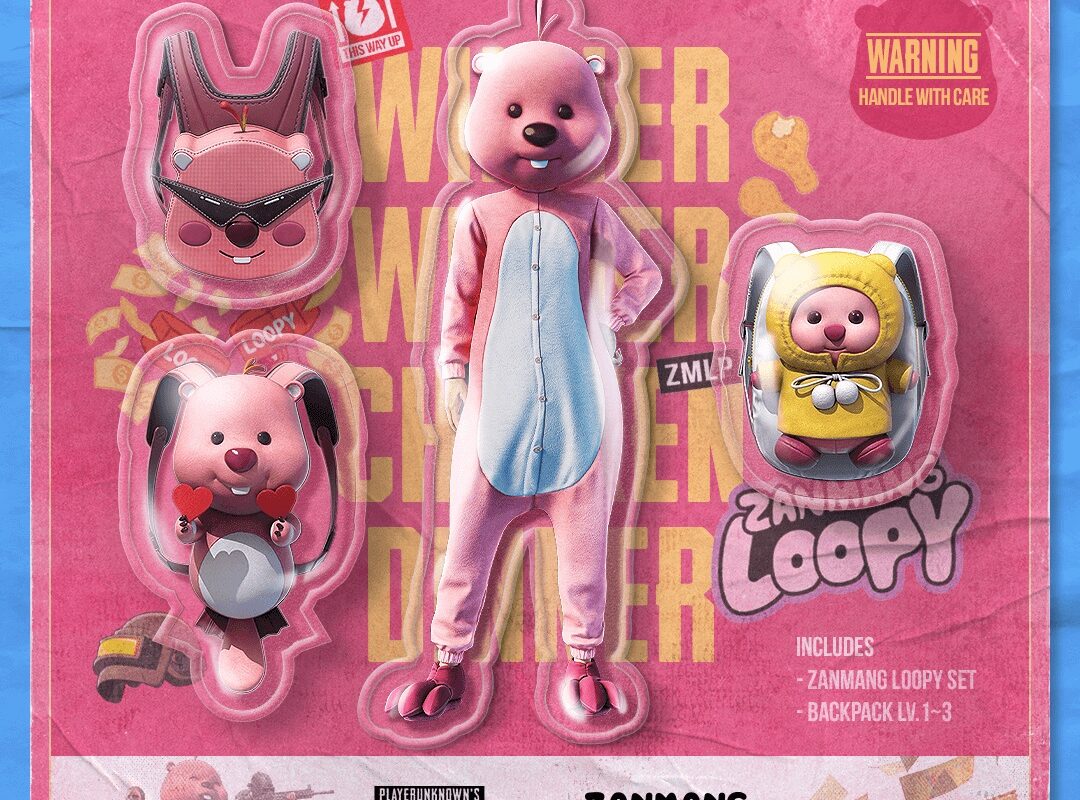 THIS WAY UP
WARNING
HANDLE WITH CARE
WINNER
WINNER
CHICKEN
DINNER
LOOPY
ZMLP
ZANMANG
LOOPY
INCLUDES
- ZANMANG LOOPY SET
- BACKPACK LV.1~3
PLAYERUNKNOWN'S
ZANMANG